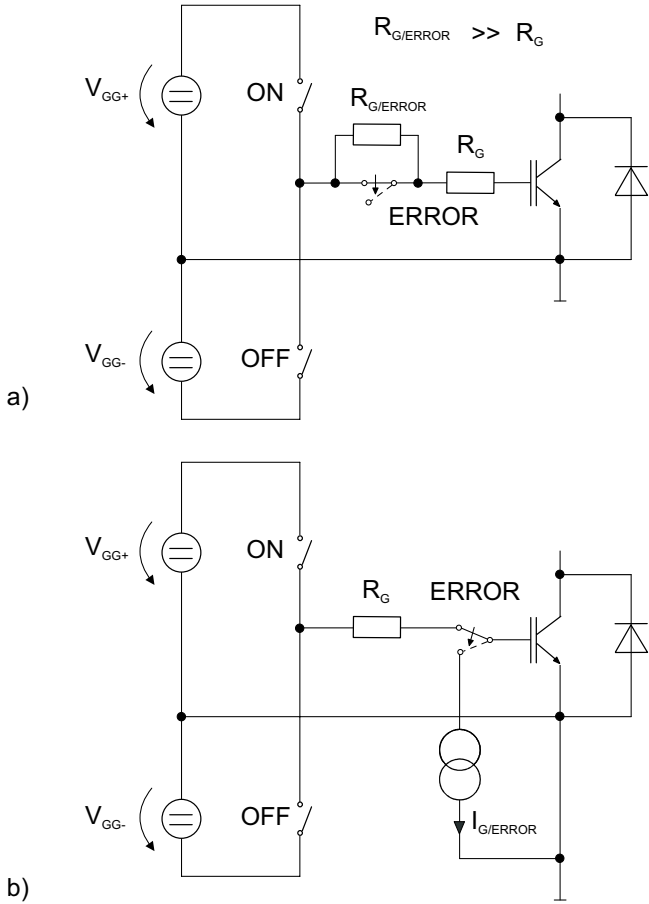 R_G/ERROR >> R_G
V_GG+
ON
R_G/ERROR
R_G
ERROR
V_GG-
OFF
a)
V_GG+
ON
R_G
ERROR
V_GG-
OFF
I_G/ERROR
b)